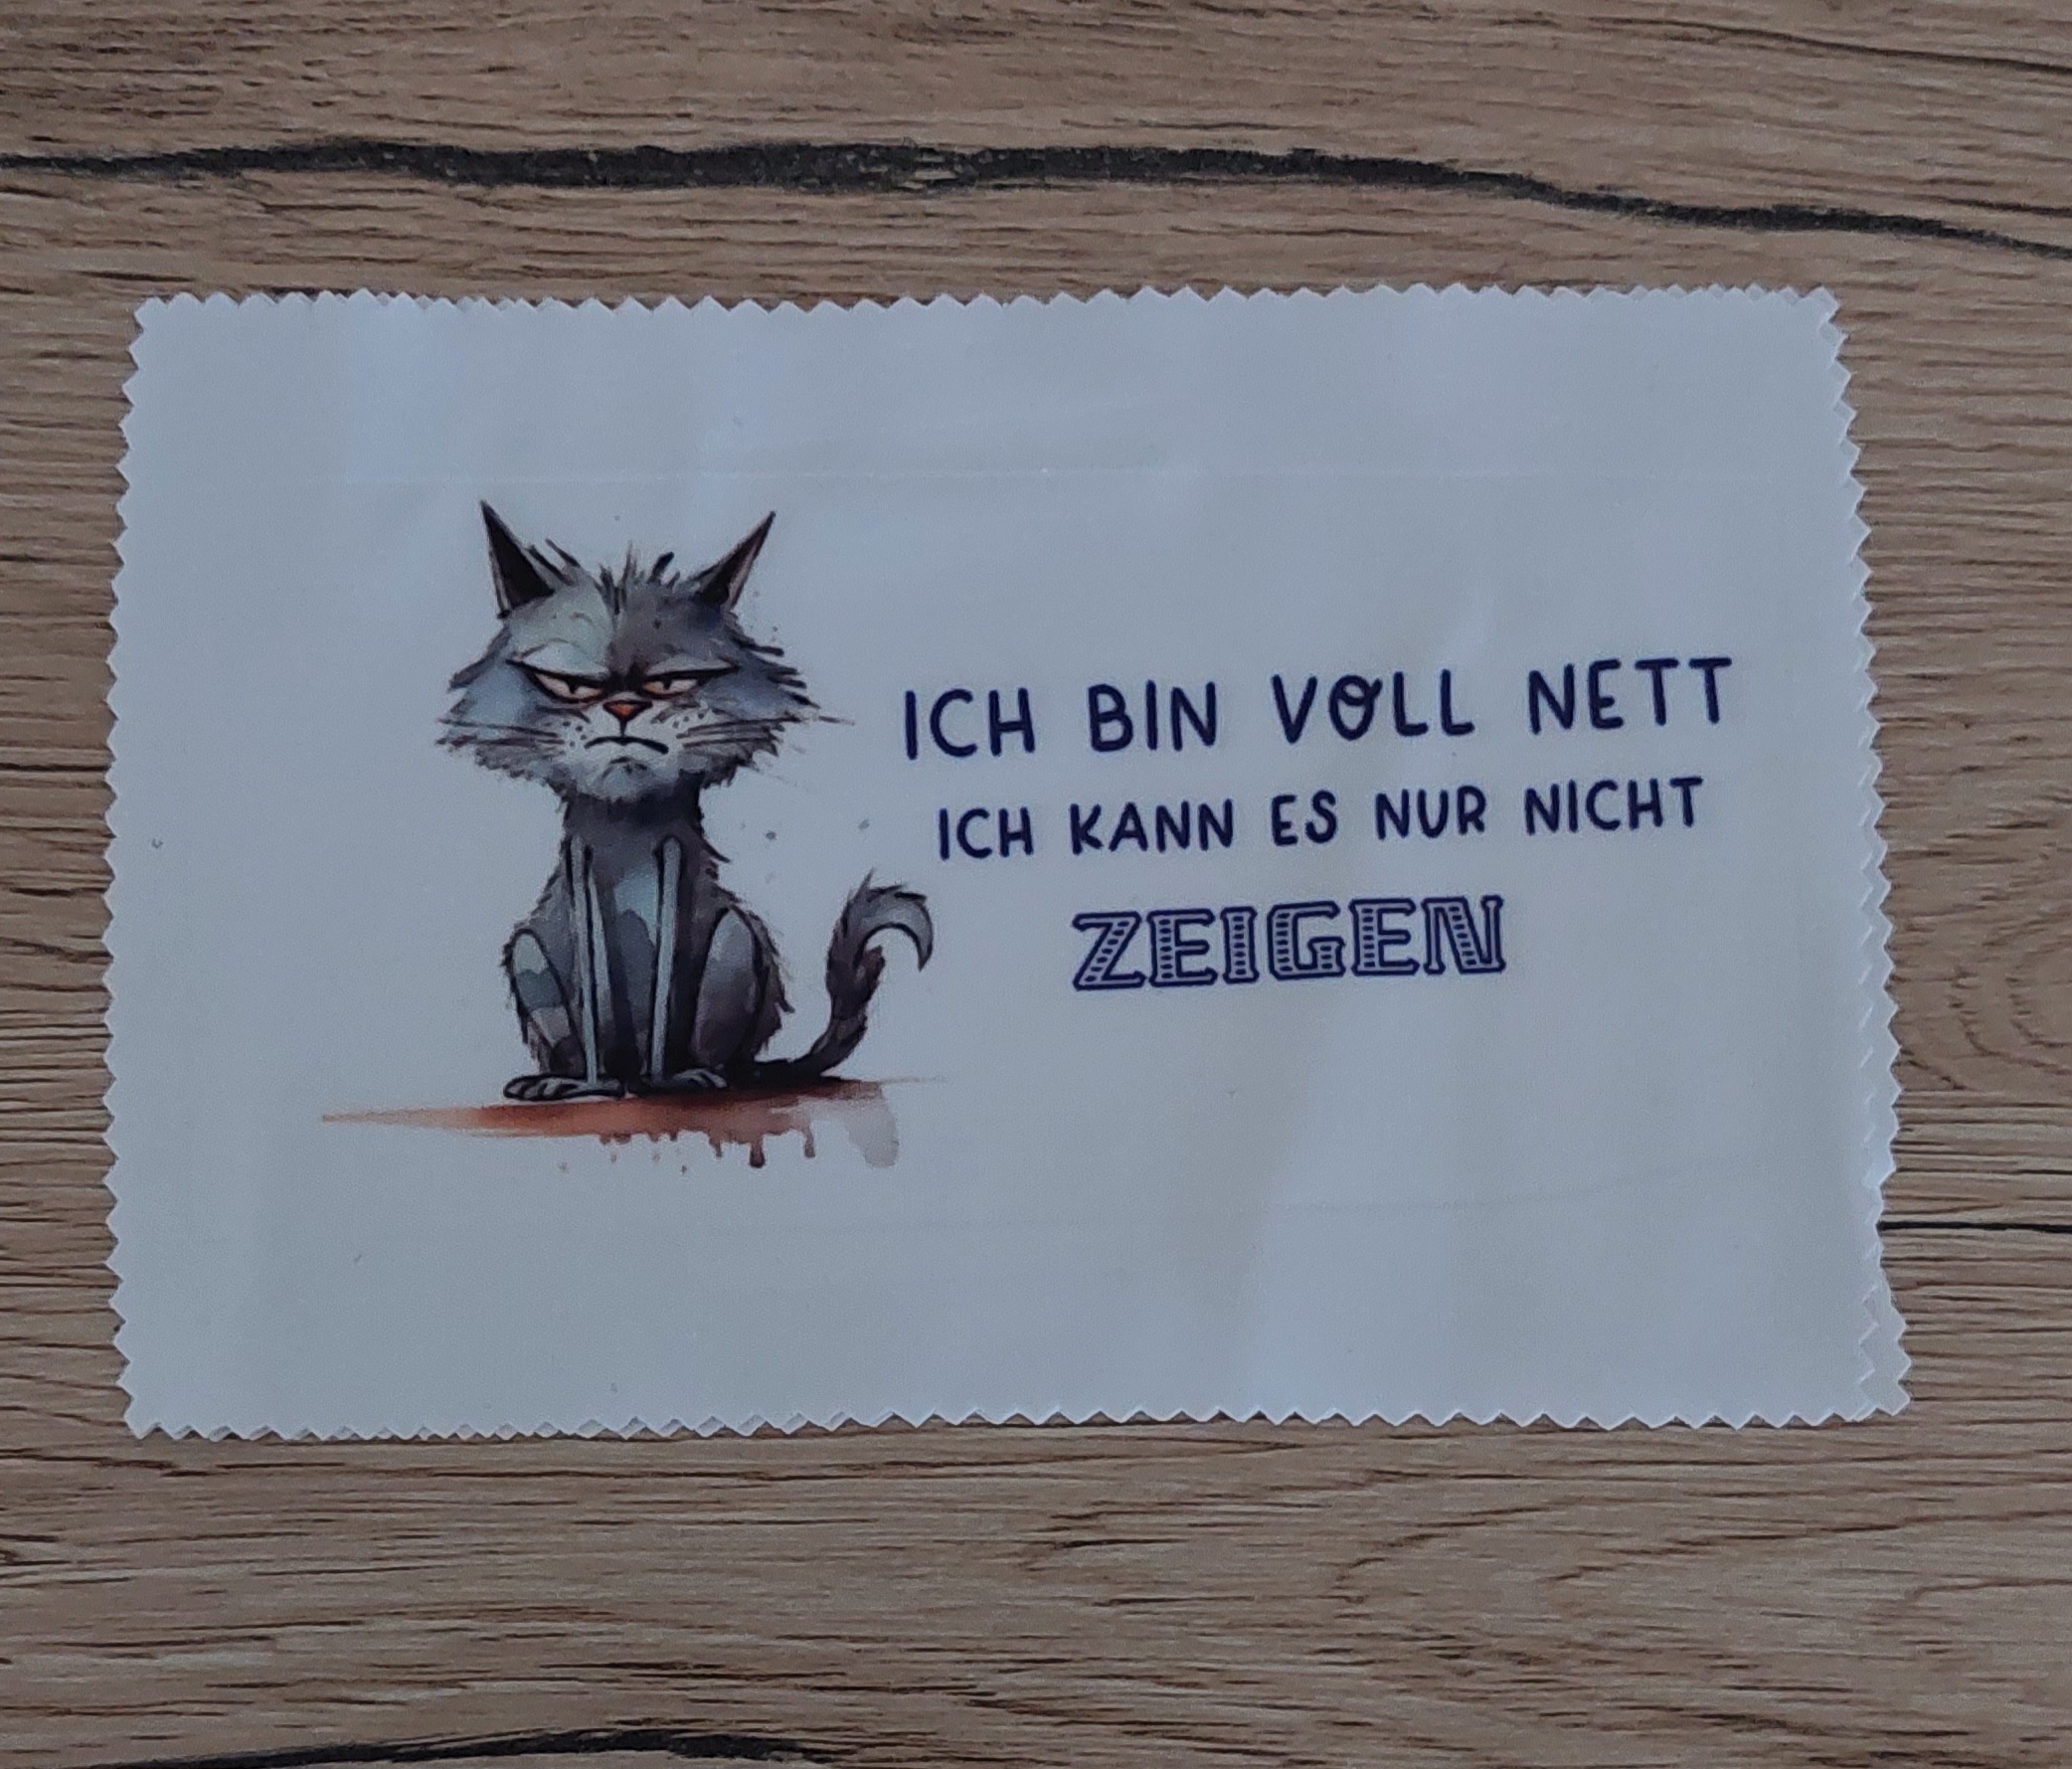 ICH BIN VOLL NETT
ICH KANN ES NUR NICHT
ZEIGEN